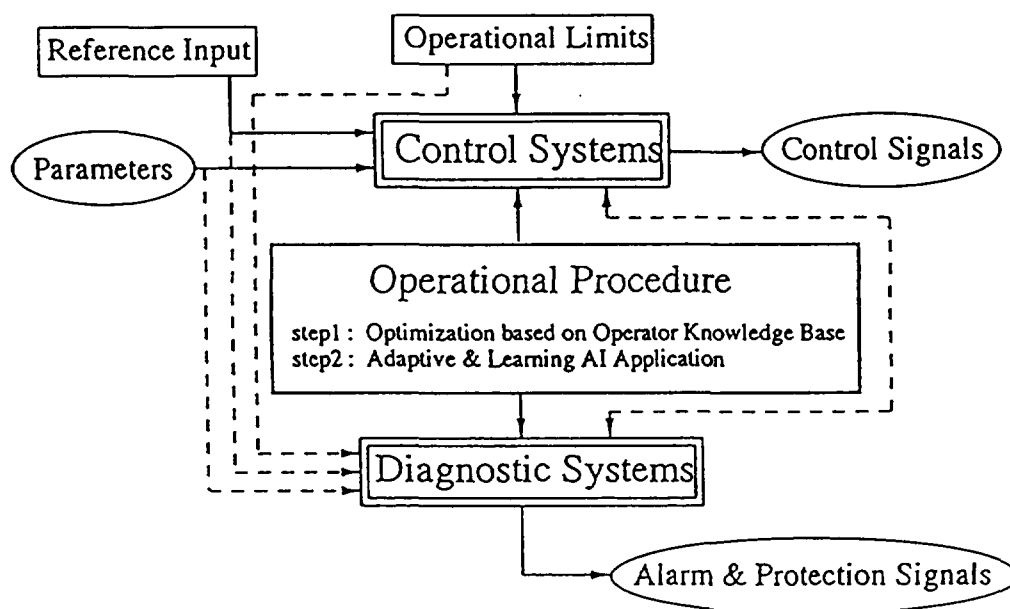 Reference Input
Operational Limits
Control Systems
Parameters
Control Signals
Operational Procedure
step1 : Optimization based on Operator Knowledge Base
step2 : Adaptive & Learning AI Application
Diagnostic Systems
Alarm & Protection Signals